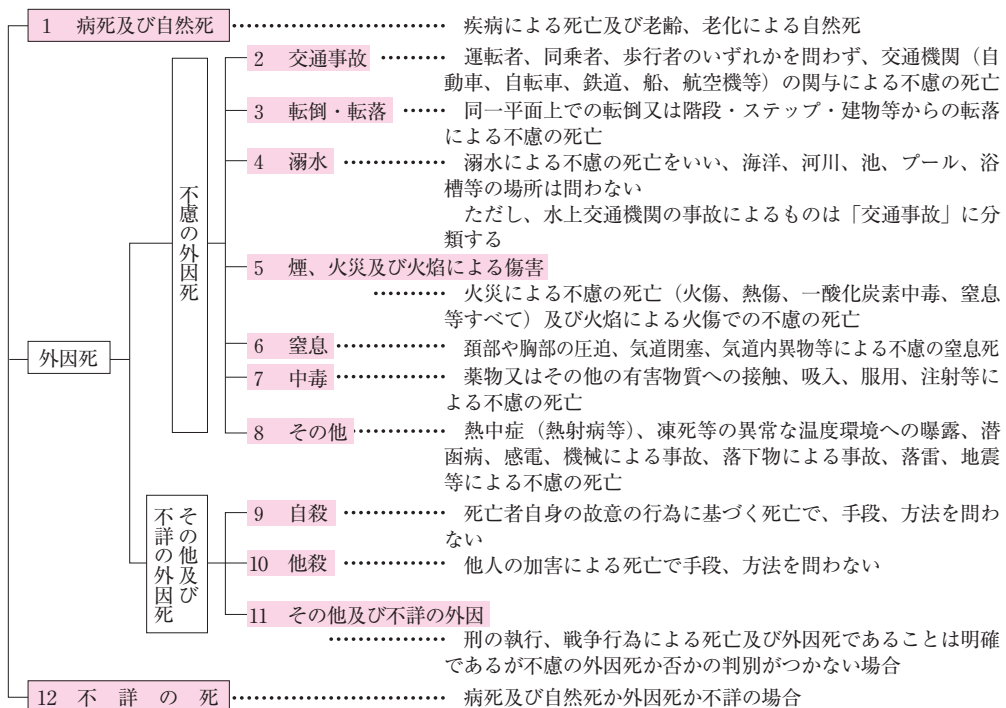 1　病死及び自然死 ……………………… 疾病による死亡及び老齢、老化による自然死
不慮の外因死
2　交通事故 ……… 運転者、同乗者、歩行者のいずれかを問わず、交通機関（自
動車、自転車、鉄道、船、航空機等）の関与による不慮の死亡
3　転倒・転落 …… 同一平面上での転倒又は階段・ステップ・建物等からの転落
による不慮の死亡
4　溺水 …………… 溺水による不慮の死亡をいい、海洋、河川、池、プール、浴
槽等の場所は問わない
ただし、水上交通機関の事故によるものは「交通事故」に分
類する
5　煙、火災及び火焰による傷害
……… 火災による不慮の死亡（火傷、熱傷、一酸化炭素中毒、窒息
等すべて）及び火焰による火傷での不慮の死亡
外因死
6　窒息 …………… 頚部や胸部の圧迫、気道閉塞、気道内異物等による不慮の窒息死
7　中毒 …………… 薬物又はその他の有害物質への接触、吸入、服用、注射等に
よる不慮の死亡
8　その他 ………… 熱中症（熱射病等）、凍死等の異常な温度環境への曝露、潜
函病、感電、機械による事故、落下物による事故、落雷、地震
等による不慮の死亡
その他及び
不詳の外因死
9　自殺 …………… 死亡者自身の故意の行為に基づく死亡で、手段、方法を問わ
ない
10　他殺 …………… 他人の加害による死亡で手段、方法を問わない
11　その他及び不詳の外因
………… 刑の執行、戦争行為による死亡及び外因死であることは明確
であるが不慮の外因死か否かの判別がつかない場合
12　不　詳　の　死 ……………………… 病死及び自然死か外因死か不詳の場合